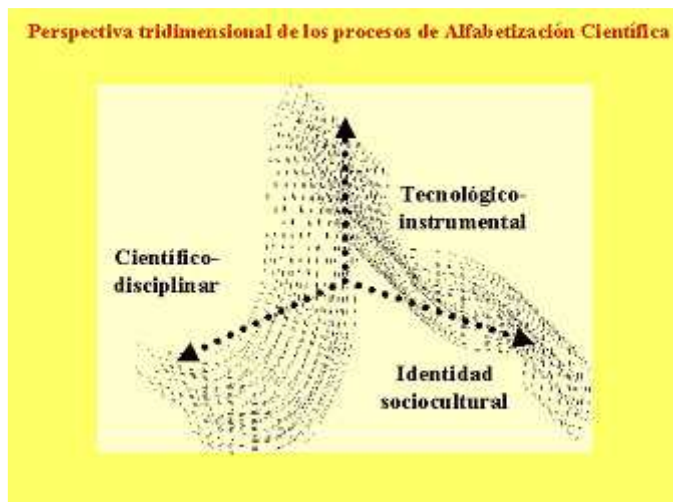 Perspectiva tridimensional de los procesos de Alfabetización Científica
Tecnológico-
instrumental
Científico-
disciplinar
Identidad
sociocultural